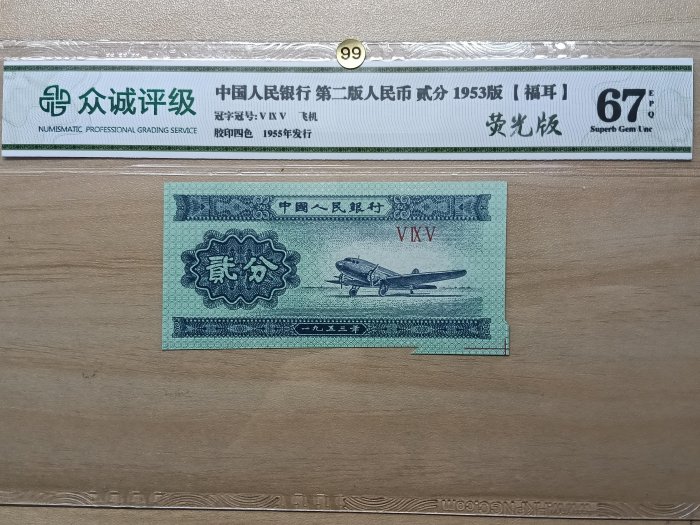 99
众诚评级
NUMISMATIC PROFESSIONAL GRADING SERVICE
中国人民银行 第二版人民币 贰分 1953版【福耳】
冠字冠号: V IX V 飞机
胶印四色 1955年发行
荧光版
67 EPQ
Superb Gem Unc
中國人民銀行
V IX V
貳分
一九五三年